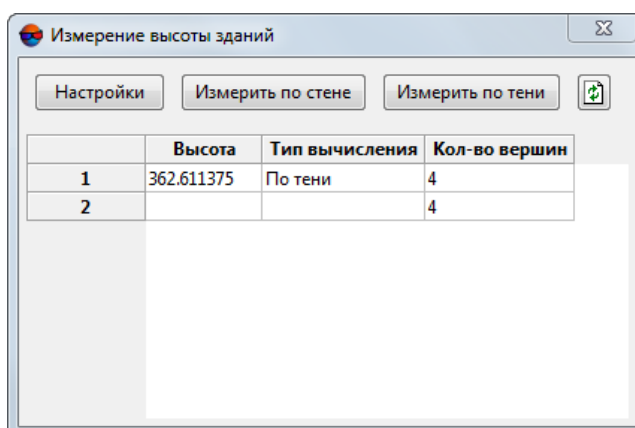 Измерение высоты зданий
Настройки Измерить по стене Измерить по тени
Высота Тип вычисления Кол-во вершин
1 362.611375 По тени 4
2 4